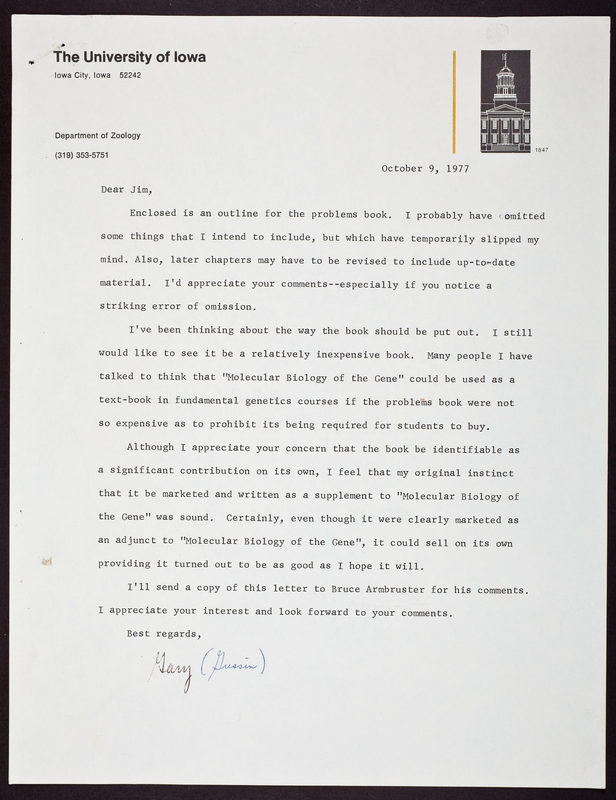 The University of Iowa
Iowa City, Iowa 52242
Department of Zoology
(319) 353-5751
1847
October 9, 1977
Dear Jim,
Enclosed is an outline for the problems book. I probably have omitted
some things that I intend to include, but which have temporarily slipped my
mind. Also, later chapters may have to be revised to include up-to-date
material. I'd appreciate your comments--especially if you notice a
striking error of omission.
I've been thinking about the way the book should be put out. I still
would like to see it be a relatively inexpensive book. Many people I have
talked to think that "Molecular Biology of the Gene" could be used as a
text-book in fundamental genetics courses if the problems book were not
so expensive as to prohibit its being required for students to buy.
Although I appreciate your concern that the book be identifiable as
a significant contribution on its own, I feel that my original instinct
that it be marketed and written as a supplement to "Molecular Biology of
the Gene" was sound. Certainly, even though it were clearly marketed as
an adjunct to "Molecular Biology of the Gene", it could sell on its own
providing it turned out to be as good as I hope it will.
I'll send a copy of this letter to Bruce Armbruster for his comments.
I appreciate your interest and look forward to your comments.
Best regards,
Gary (Gussin)